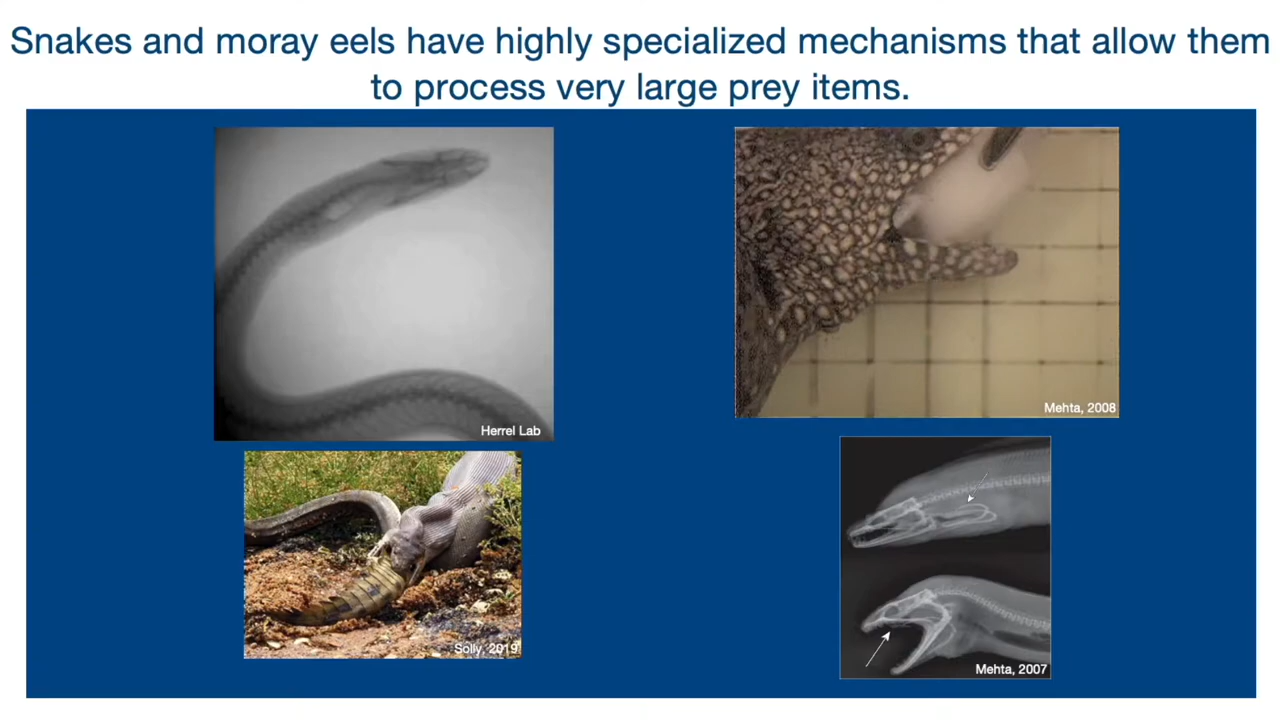 Snakes and moray eels have highly specialized mechanisms that allow them
to process very large prey items.
Herrel Lab
Mehta, 2008
Solly, 2019
Mehta, 2007